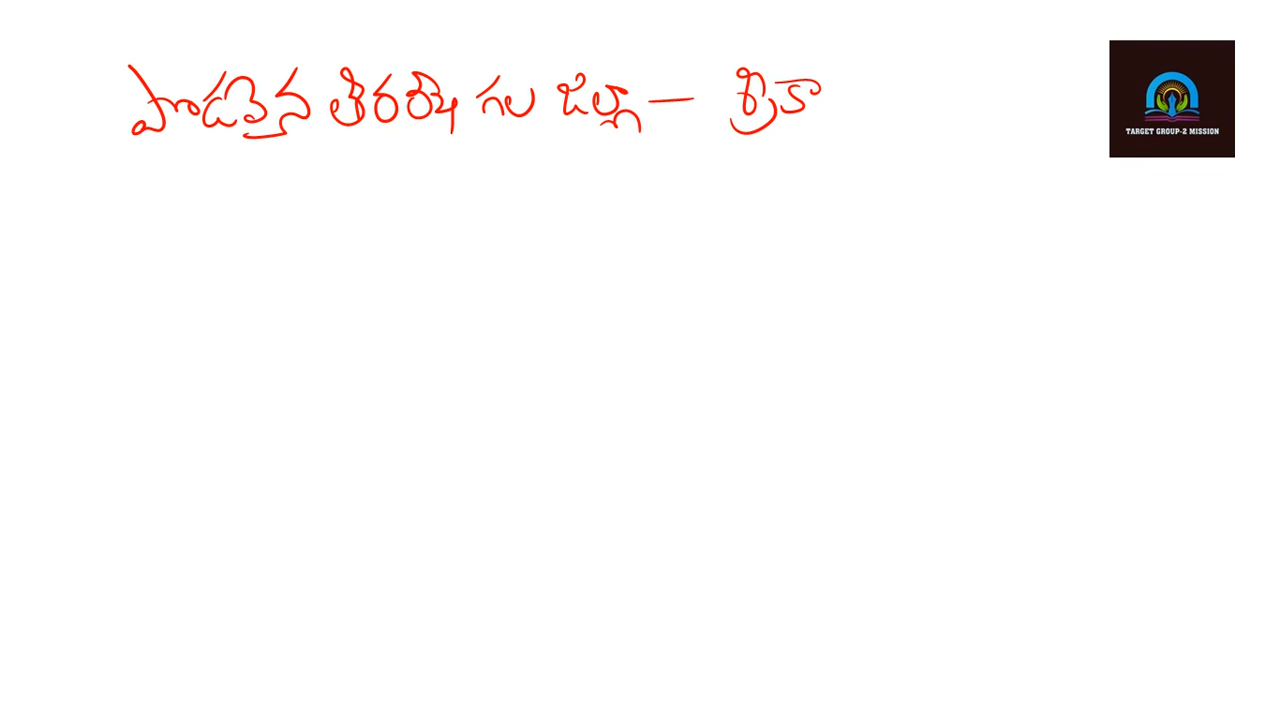 పొడవైన తీరరేఖ గల జిల్లా — శ్రీకా
TARGET GROUP-2 MISSION